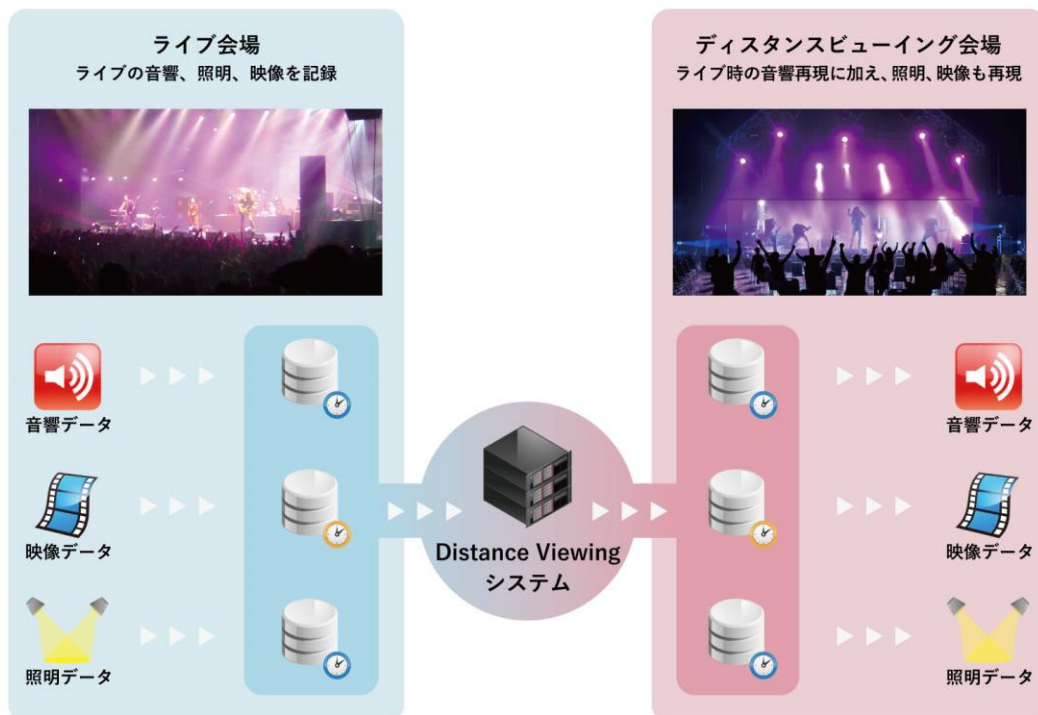 ライブ会場
ライブの音響、照明、映像を記録
音響データ
映像データ
照明データ
Distance Viewing
システム
ディスタンスビューイング会場
ライブ時の音響再現に加え、照明、映像も再現
音響データ
映像データ
照明データ